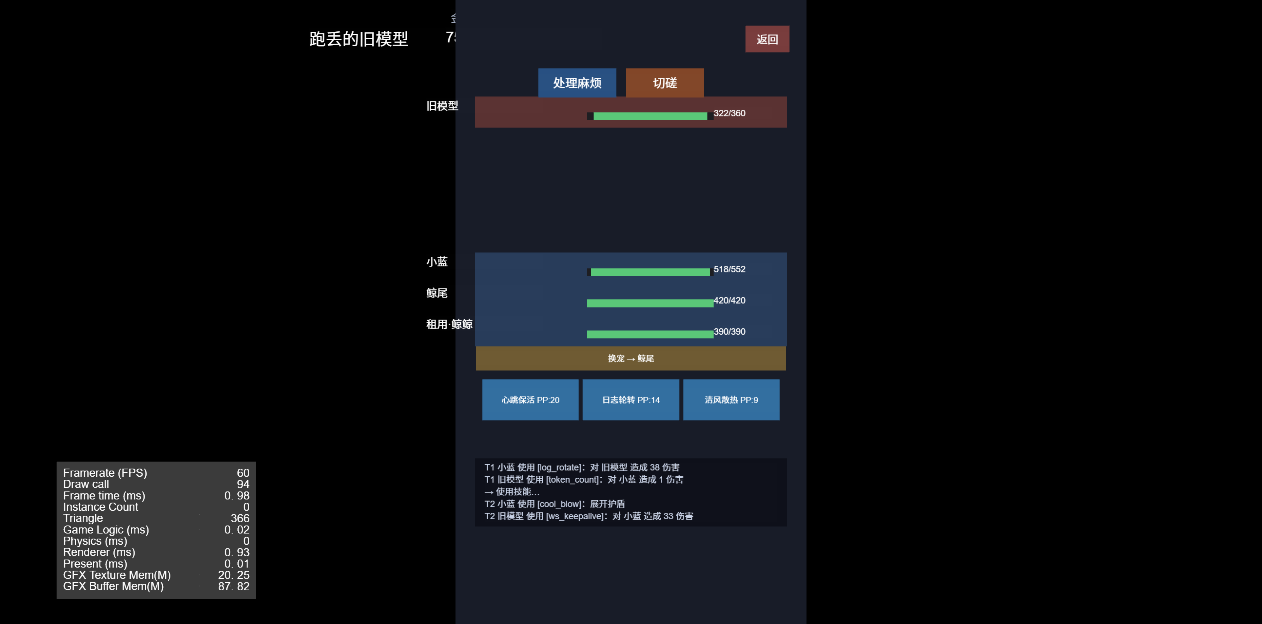 跑丢的旧模型
返回
处理麻烦 切磋
旧模型 322/360
小蓝 518/552
鲸尾 420/420
租用·鲸鲸 390/390
换宠 → 鲸尾
心跳保活 PP:20 日志轮转 PP:14 清风散热 PP:9
T1 小蓝 使用 [log_rotate]：对 旧模型 造成 38 伤害
T1 旧模型 使用 [token_count]：对 小蓝 造成 1 伤害
→ 使用技能…
T2 小蓝 使用 [cool_blow]：展开护盾
T2 旧模型 使用 [ws_keepalive]：对 小蓝 造成 33 伤害
Framerate (FPS) 60
Draw call 94
Frame time (ms) 0.98
Instance Count 0
Triangle 366
Game Logic (ms) 0.02
Physics (ms) 0
Renderer (ms) 0.93
Present (ms) 0.01
GFX Texture Mem(M) 20.25
GFX Buffer Mem(M) 87.82